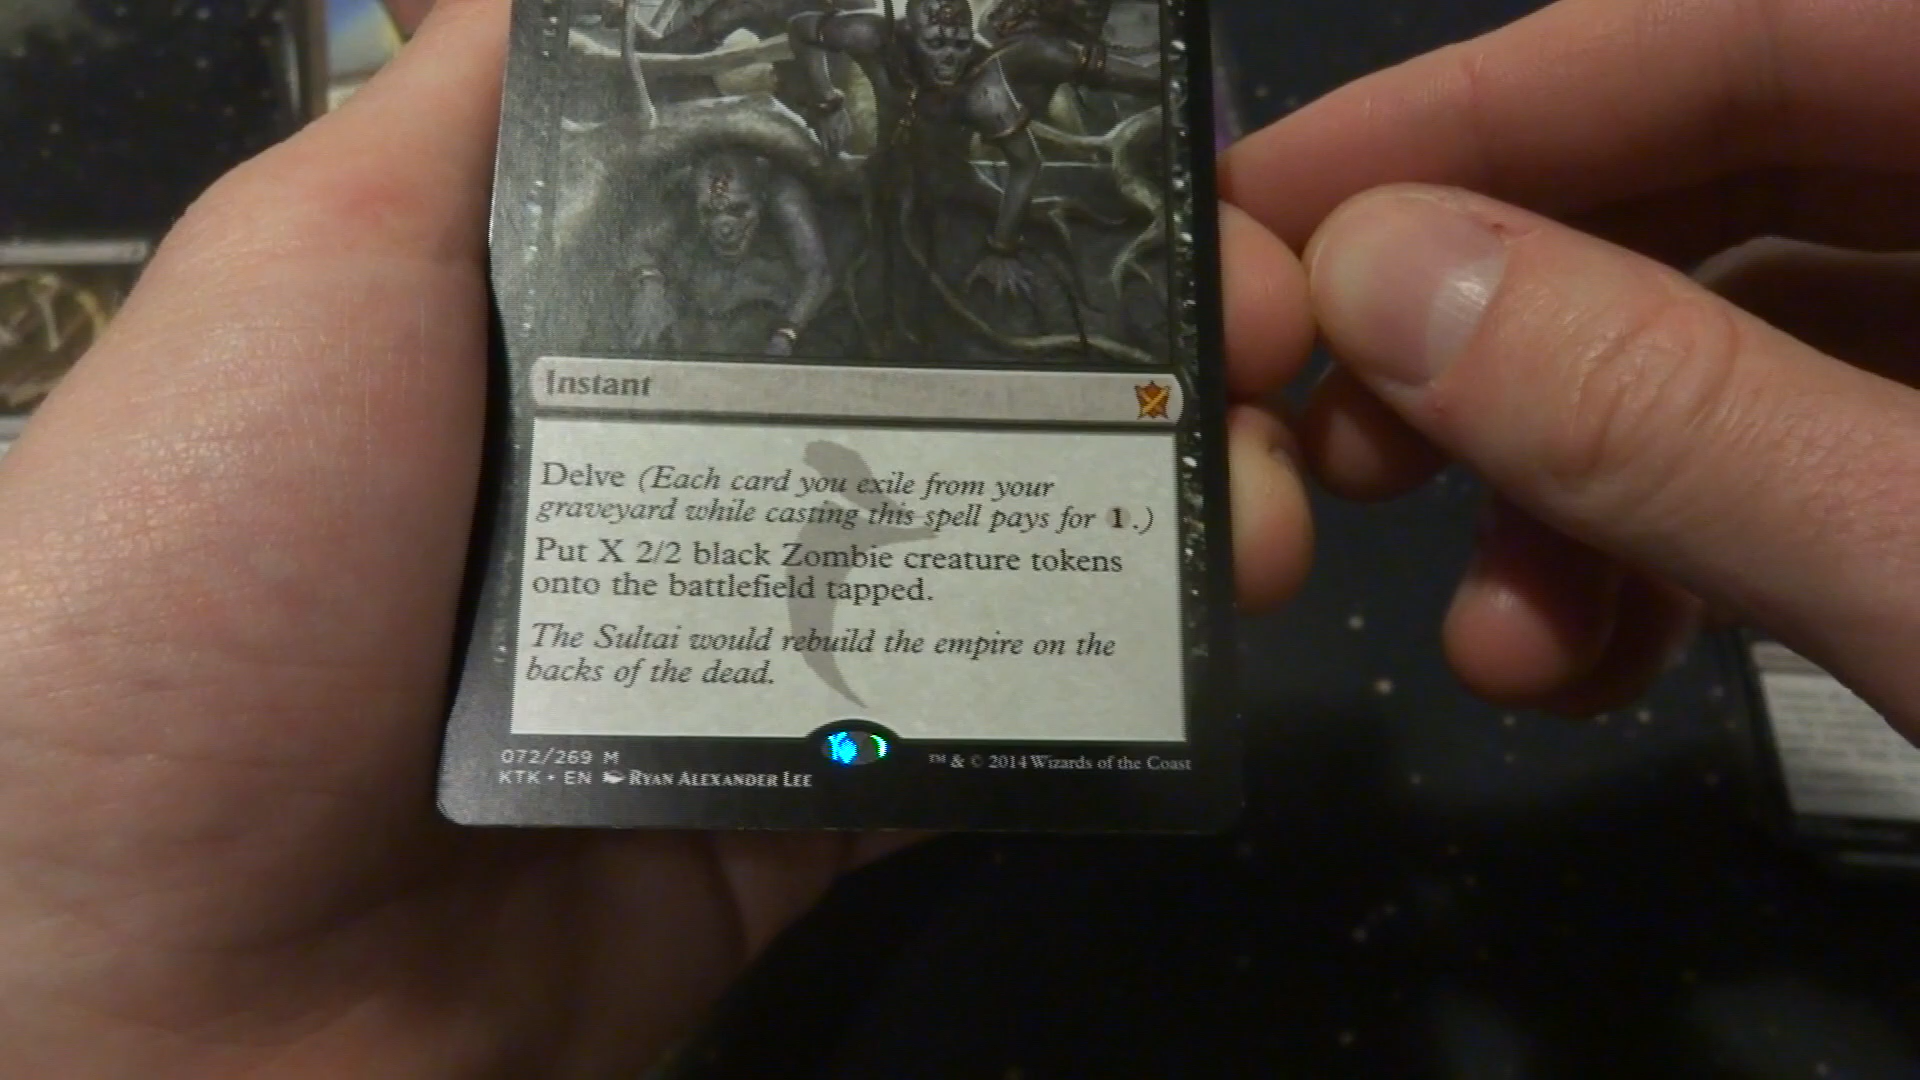 Instant
Delve (Each card you exile from your
graveyard while casting this spell pays for 1.)
Put X 2/2 black Zombie creature tokens
onto the battlefield tapped.
The Sultai would rebuild the empire on the
backs of the dead.
072/269 M
KTK • EN RYAN ALEXANDER LEE
™ & © 2014 Wizards of the Coast